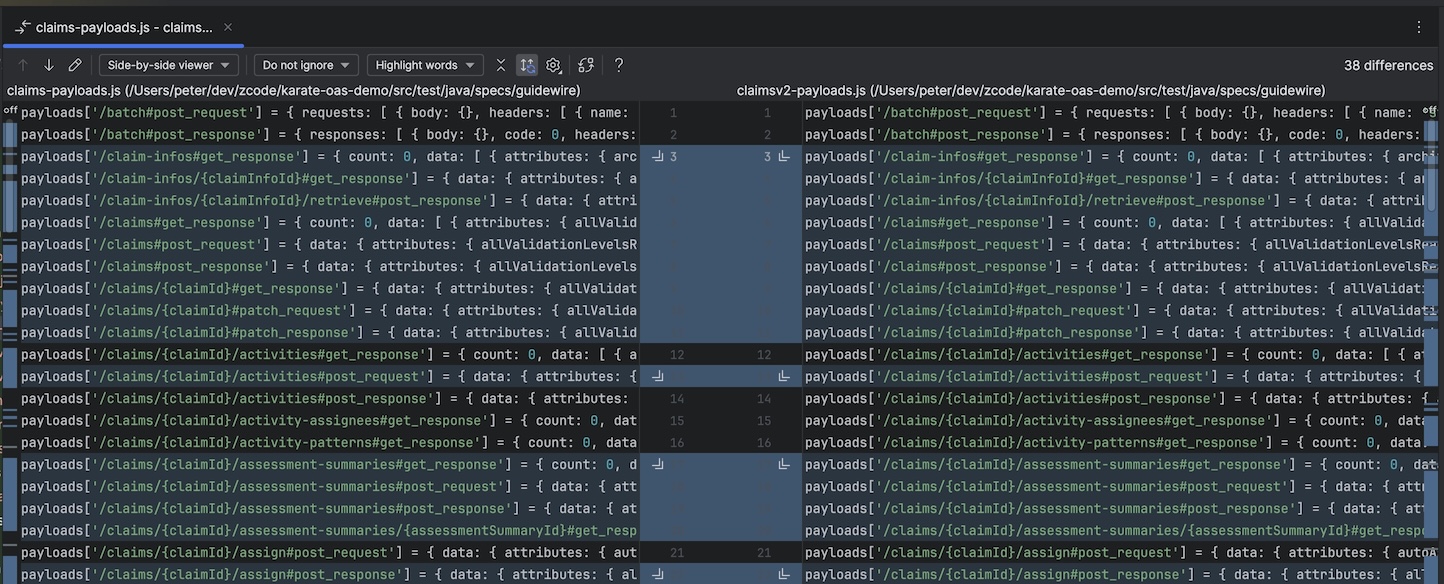 claims-payloads.js - claims...
Side-by-side viewer Do not ignore Highlight words ? 38 differences
claims-payloads.js (/Users/peter/dev/zcode/karate-oas-demo/src/test/java/specs/guidewire) claimsv2-payloads.js (/Users/peter/dev/zcode/karate-oas-demo/src/test/java/specs/guidewire)
off payloads['/batch#post_request'] = { requests: [ { body: {}, headers: [ { name: 1 1 payloads['/batch#post_request'] = { requests: [ { body: {}, headers: [ { name: off
payloads['/batch#post_response'] = { responses: [ { body: {}, code: 0, headers: 2 2 payloads['/batch#post_response'] = { responses: [ { body: {}, code: 0, headers:
payloads['/claim-infos#get_response'] = { count: 0, data: [ { attributes: { arc 3 3 payloads['/claim-infos#get_response'] = { count: 0, data: [ { attributes: { arch
payloads['/claim-infos/{claimInfoId}#get_response'] = { data: { attributes: { a payloads['/claim-infos/{claimInfoId}#get_response'] = { data: { attributes: { a
payloads['/claim-infos/{claimInfoId}/retrieve#post_response'] = { data: { attri payloads['/claim-infos/{claimInfoId}/retrieve#post_response'] = { data: { attri
payloads['/claims#get_response'] = { count: 0, data: [ { attributes: { allValid payloads['/claims#get_response'] = { count: 0, data: [ { attributes: { allValid
payloads['/claims#post_request'] = { data: { attributes: { allValidationLevelsR payloads['/claims#post_request'] = { data: { attributes: { allValidationLevelsR
payloads['/claims#post_response'] = { data: { attributes: { allValidationLevels payloads['/claims#post_response'] = { data: { attributes: { allValidationLevels
payloads['/claims/{claimId}#get_response'] = { data: { attributes: { allValidat payloads['/claims/{claimId}#get_response'] = { data: { attributes: { allValidat
payloads['/claims/{claimId}#patch_request'] = { data: { attributes: { allValida payloads['/claims/{claimId}#patch_request'] = { data: { attributes: { allValidat
payloads['/claims/{claimId}#patch_response'] = { data: { attributes: { allValid payloads['/claims/{claimId}#patch_response'] = { data: { attributes: { allValid
payloads['/claims/{claimId}/activities#get_response'] = { count: 0, data: [ { a 12 12 payloads['/claims/{claimId}/activities#get_response'] = { count: 0, data: [ { a
payloads['/claims/{claimId}/activities#post_request'] = { data: { attributes: { payloads['/claims/{claimId}/activities#post_request'] = { data: { attributes: {
payloads['/claims/{claimId}/activities#post_response'] = { data: { attributes: 14 14 payloads['/claims/{claimId}/activities#post_response'] = { data: { attributes: {
payloads['/claims/{claimId}/activity-assignees#get_response'] = { count: 0, dat 15 15 payloads['/claims/{claimId}/activity-assignees#get_response'] = { count: 0, dat
payloads['/claims/{claimId}/activity-patterns#get_response'] = { count: 0, data 16 16 payloads['/claims/{claimId}/activity-patterns#get_response'] = { count: 0, data
payloads['/claims/{claimId}/assessment-summaries#get_response'] = { count: 0, d payloads['/claims/{claimId}/assessment-summaries#get_response'] = { count: 0, dat
payloads['/claims/{claimId}/assessment-summaries#post_request'] = { data: { att payloads['/claims/{claimId}/assessment-summaries#post_request'] = { data: { att
payloads['/claims/{claimId}/assessment-summaries#post_response'] = { data: { at payloads['/claims/{claimId}/assessment-summaries#post_response'] = { data: { at
payloads['/claims/{claimId}/assessment-summaries/{assessmentSummaryId}#get_resp payloads['/claims/{claimId}/assessment-summaries/{assessmentSummaryId}#get_resp
payloads['/claims/{claimId}/assign#post_request'] = { data: { attributes: { aut 21 21 payloads['/claims/{claimId}/assign#post_request'] = { data: { attributes: { autoA
payloads['/claims/{claimId}/assign#post_response'] = { data: { attributes: { al payloads['/claims/{claimId}/assign#post_response'] = { data: { attributes: { all